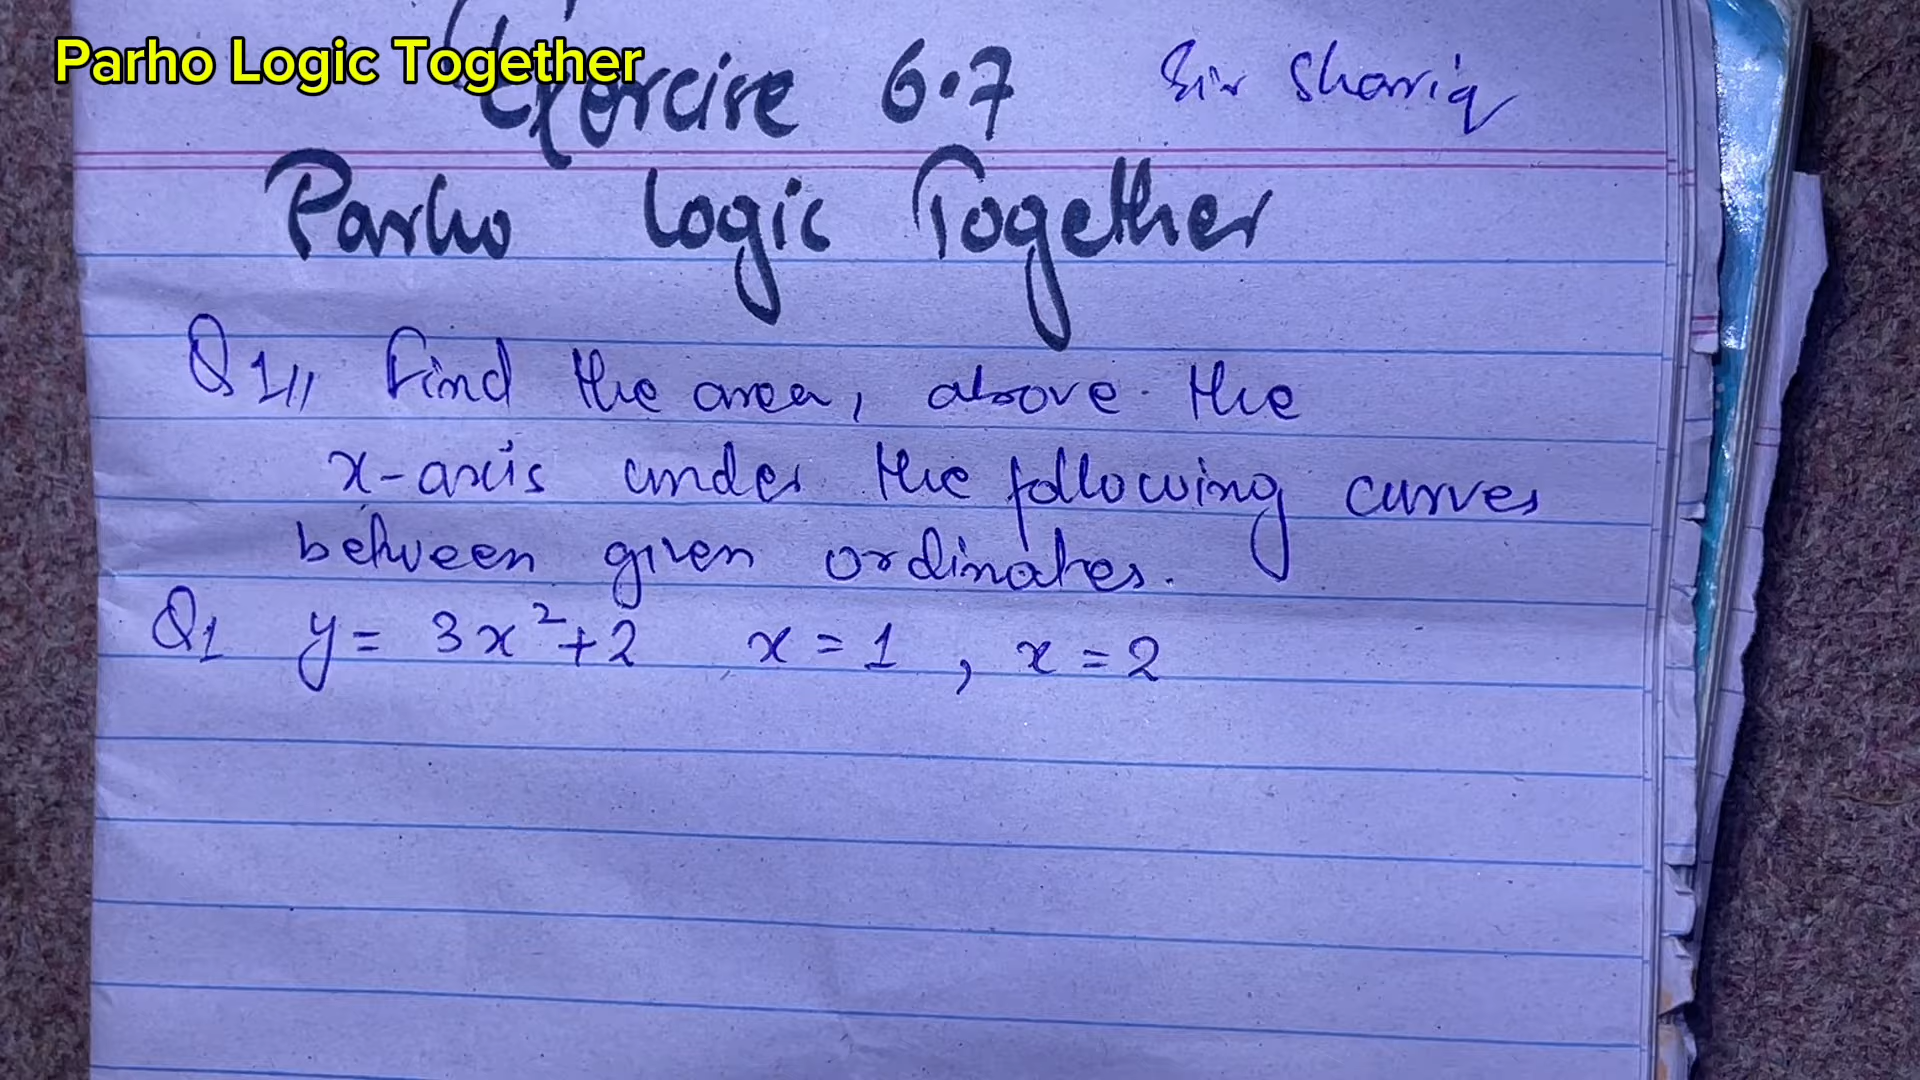 Parho Logic Together
Exercise 6.7 Sir Shariq
Parho Logic Together
Q1// Find the area, above the
x-axis under the following curves
between given ordinates.
Q1 y = 3x²+2 x = 1 , x = 2